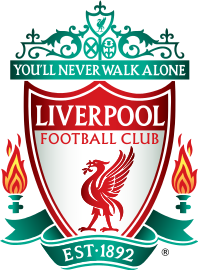 YOU'LL NEVER WALK ALONE
LIVERPOOL
FOOTBALL CLUB
EST·1892
®